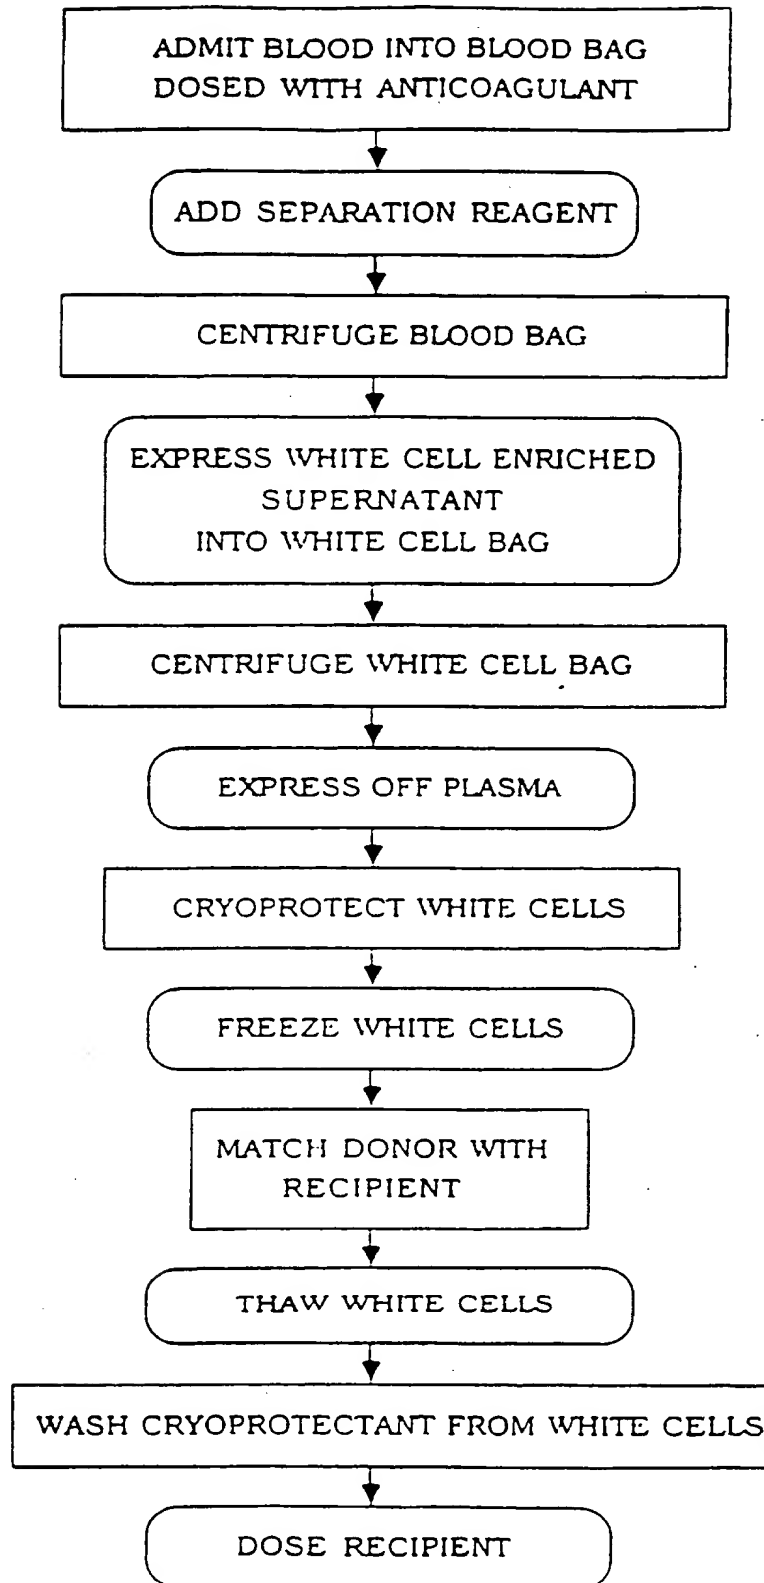 ADMIT BLOOD INTO BLOOD BAG
DOSED WITH ANTICOAGULANT
ADD SEPARATION REAGENT
CENTRIFUGE BLOOD BAG
EXPRESS WHITE CELL ENRICHED
SUPERNATANT
INTO WHITE CELL BAG
CENTRIFUGE WHITE CELL BAG
EXPRESS OFF PLASMA
CRYOPROTECT WHITE CELLS
FREEZE WHITE CELLS
MATCH DONOR WITH
RECIPIENT
THAW WHITE CELLS
WASH CRYOPROTECTANT FROM WHITE CELLS
DOSE RECIPIENT